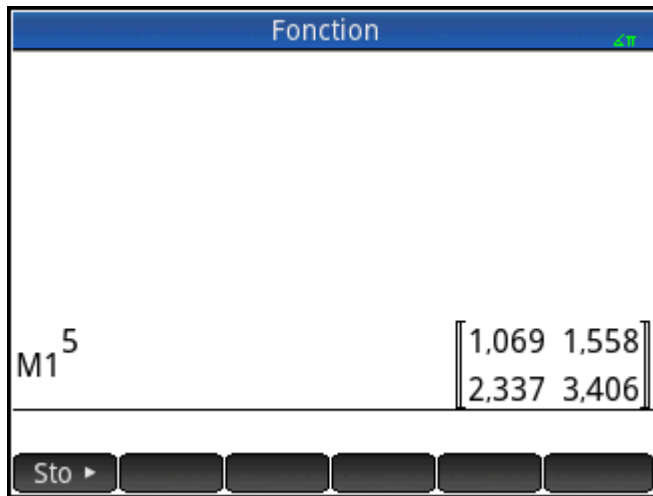 Fonction
∡π
M1^5
[1,069 1,558]
[2,337 3,406]
Sto ►